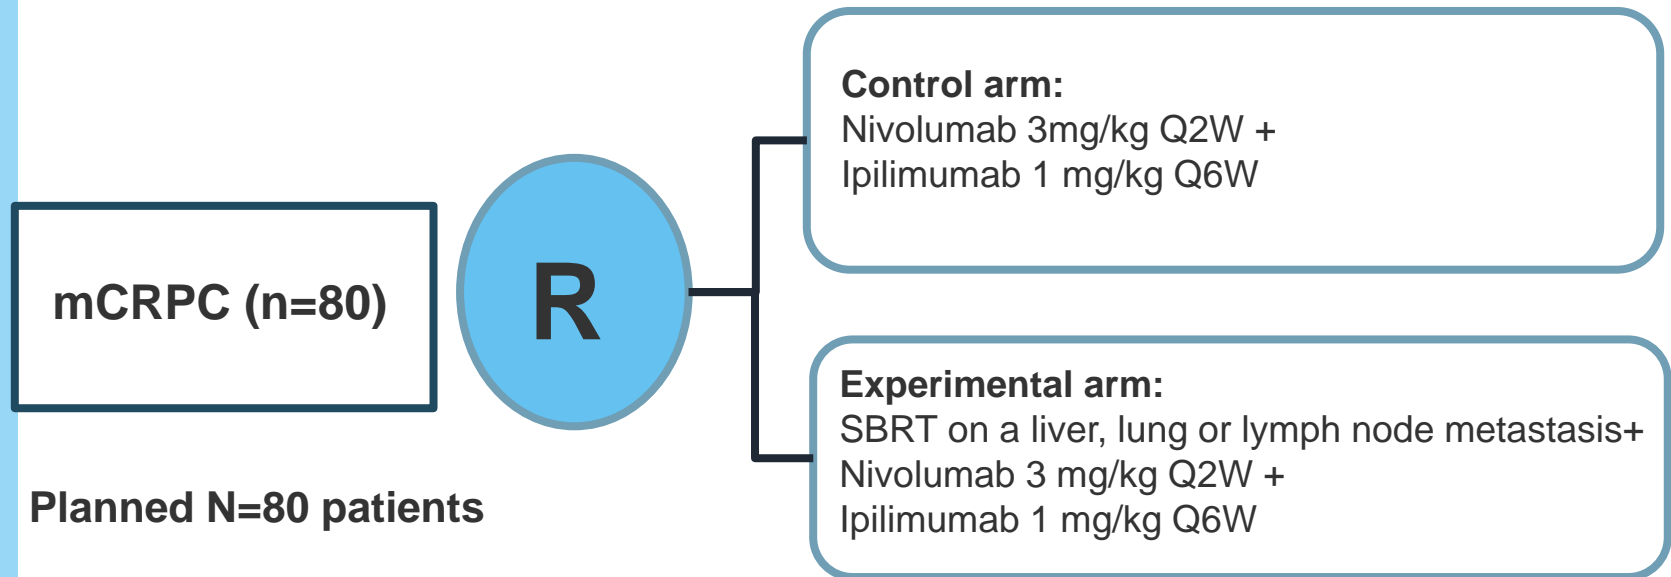 mCRPC (n=80)
Planned N=80 patients
R
Control arm:
Nivolumab 3mg/kg Q2W +
Ipilimumab 1 mg/kg Q6W
Experimental arm:
SBRT on a liver, lung or lymph node metastasis+
Nivolumab 3 mg/kg Q2W +
Ipilimumab 1 mg/kg Q6W